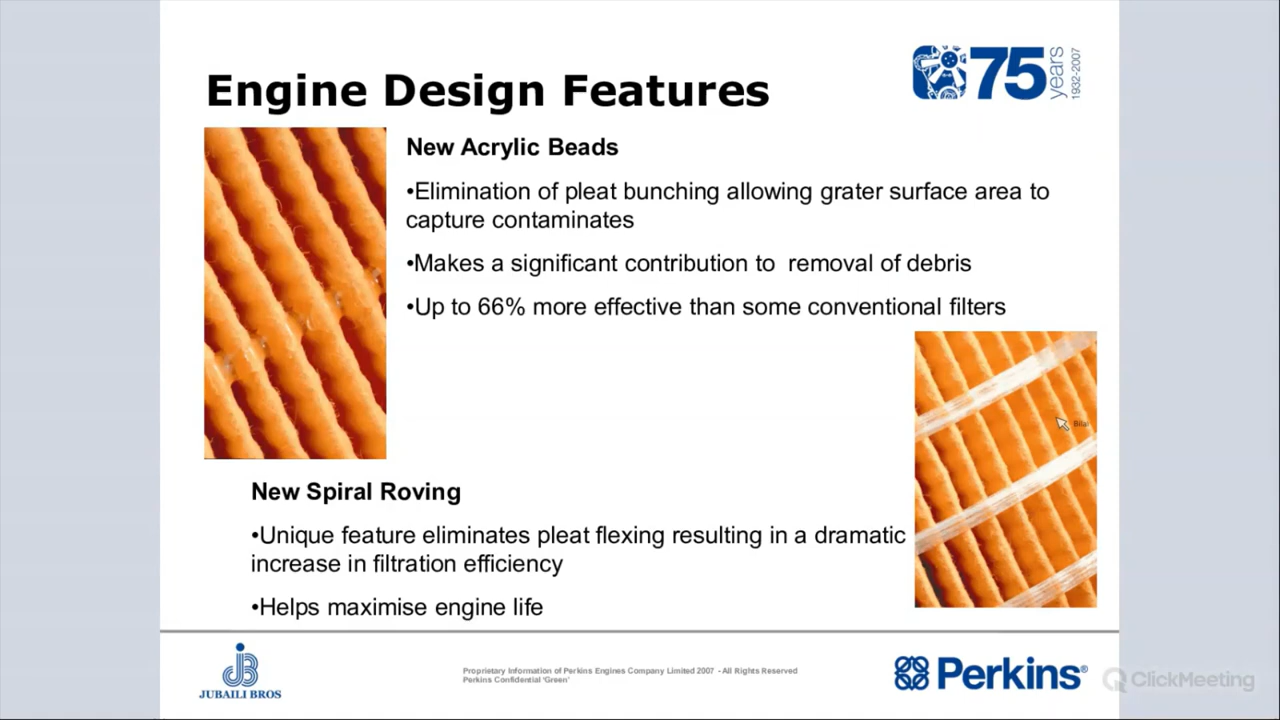 Engine Design Features
75
years
1932-2007
New Acrylic Beads
•Elimination of pleat bunching allowing grater surface area to
capture contaminates
•Makes a significant contribution to  removal of debris
•Up to 66% more effective than some conventional filters
Bilal
New Spiral Roving
•Unique feature eliminates pleat flexing resulting in a dramatic
increase in filtration efficiency
•Helps maximise engine life
JUBAILI BROS
Proprietary Information of Perkins Engines Company Limited 2007  - All Rights Reserved
Perkins Confidential 'Green'
Perkins®
ClickMeeting